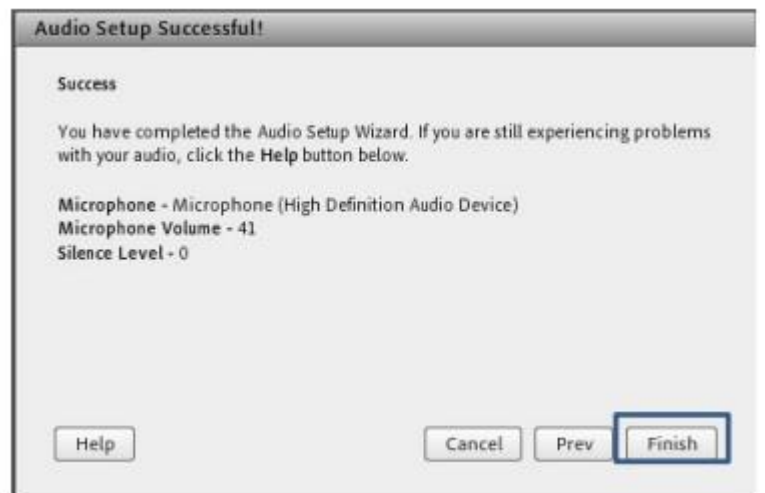 Audio Setup Successful!
Success
You have completed the Audio Setup Wizard. If you are still experiencing problems
with your audio, click the Help button below.
Microphone - Microphone (High Definition Audio Device)
Microphone Volume - 41
Silence Level - 0
Help Cancel Prev Finish